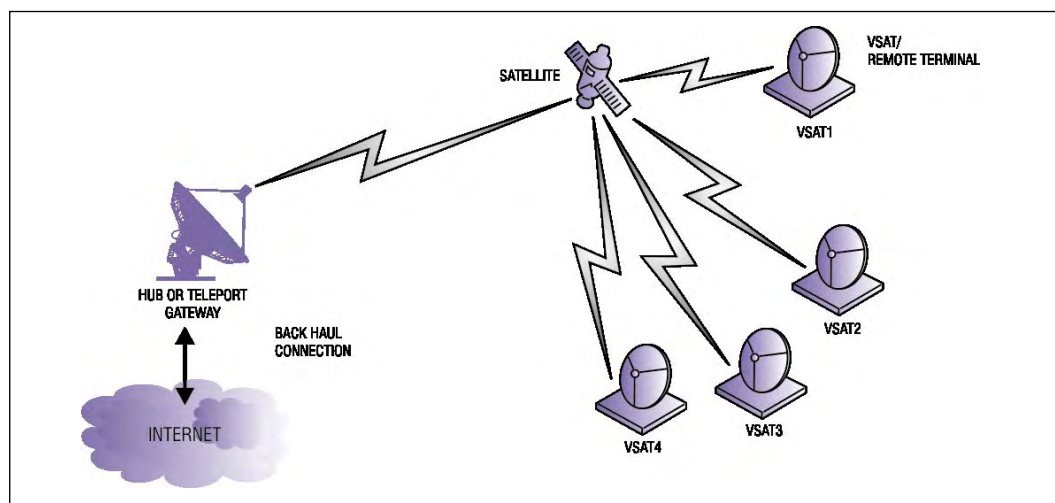 VSAT/
REMOTE TERMINAL
SATELLITE
VSAT1
HUB OR TELEPORT
GATEWAY
VSAT2
BACK HAUL
CONNECTION
VSAT3
INTERNET
VSAT4